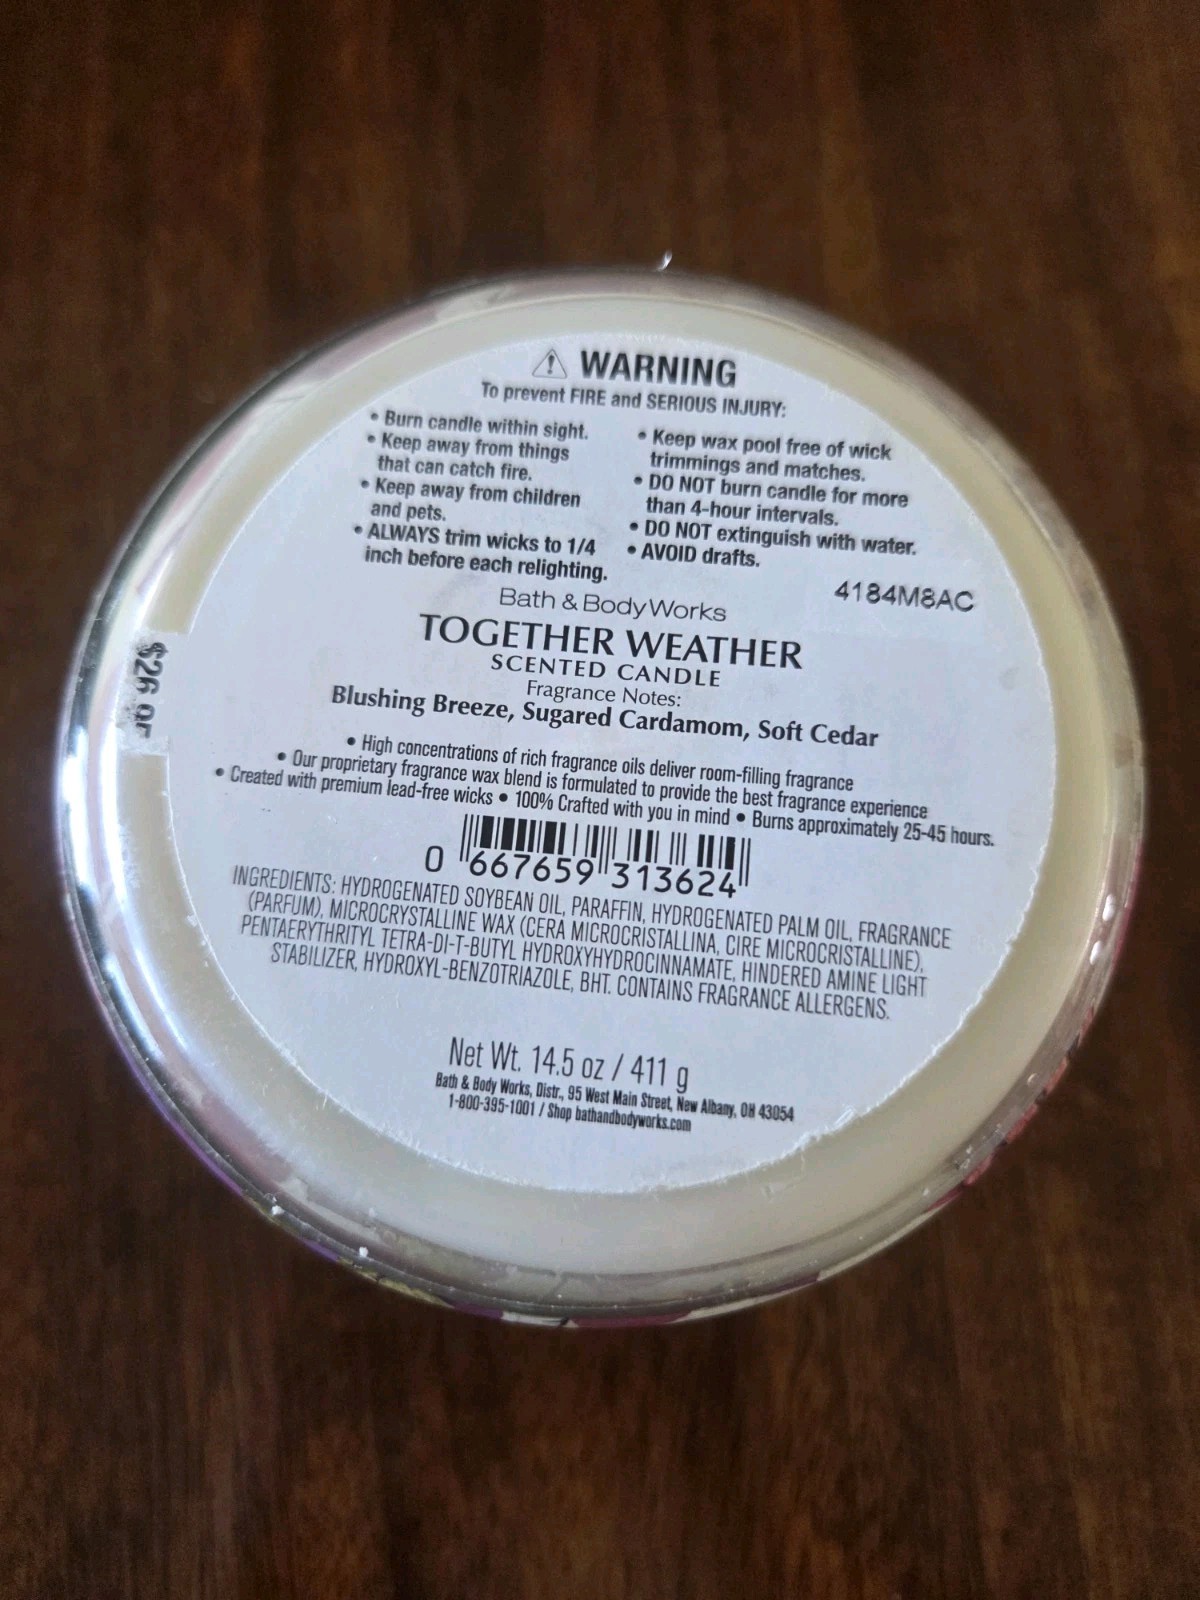 WARNING
To prevent FIRE and SERIOUS INJURY:
• Burn candle within sight.
• Keep away from things
that can catch fire.
• Keep away from children
and pets.
• ALWAYS trim wicks to 1/4
inch before each relighting.
• Keep wax pool free of wick
trimmings and matches.
• DO NOT burn candle for more
than 4-hour intervals.
• DO NOT extinguish with water.
• AVOID drafts.
4184M8AC
Bath & Body Works
TOGETHER WEATHER
SCENTED CANDLE
Fragrance Notes:
Blushing Breeze, Sugared Cardamom, Soft Cedar
• High concentrations of rich fragrance oils deliver room-filling fragrance
• Our proprietary fragrance wax blend is formulated to provide the best fragrance experience
• Created with premium lead-free wicks • 100% Crafted with you in mind • Burns approximately 25-45 hours.
0 667659 313624
INGREDIENTS: HYDROGENATED SOYBEAN OIL, PARAFFIN, HYDROGENATED PALM OIL, FRAGRANCE
(PARFUM), MICROCRYSTALLINE WAX (CERA MICROCRISTALLINA, CIRE MICROCRISTALLINE),
PENTAERYTHRITYL TETRA-DI-T-BUTYL HYDROXYHYDROCINNAMATE, HINDERED AMINE LIGHT
STABILIZER, HYDROXYL-BENZOTRIAZOLE, BHT. CONTAINS FRAGRANCE ALLERGENS.
Net Wt. 14.5 oz / 411 g
Bath & Body Works, Distr., 95 West Main Street, New Albany, OH 43054
1-800-395-1001 / Shop bathandbodyworks.com
$26